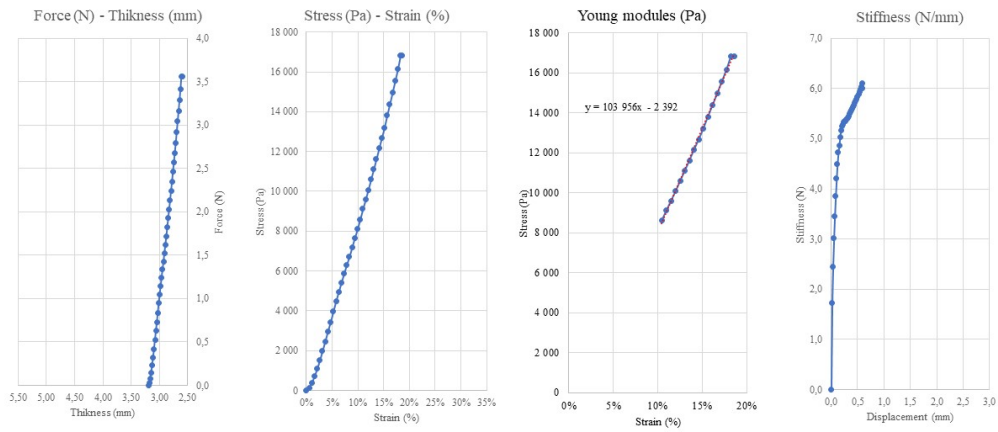 Force (N) - Thikness (mm)
4,0
3,5
3,0
2,5
2,0
1,5
1,0
0,5
0,0
Force (N)
5,50 5,00 4,50 4,00 3,50 3,00 2,50
Thikness (mm)
Stress (Pa) - Strain (%)
18 000
16 000
14 000
12 000
10 000
8 000
6 000
4 000
2 000
0
Stress (Pa)
0% 5% 10% 15% 20% 25% 30% 35%
Strain (%)
Young modules (Pa)
18 000
16 000
14 000
12 000
10 000
8 000
6 000
4 000
2 000
0
Stress (Pa)
y = 103 956x - 2 392
0% 5% 10% 15% 20%
Strain (%)
Stiffness (N/mm)
7,0
6,0
5,0
4,0
3,0
2,0
1,0
0,0
Stiffness (N)
0,0 0,5 1,0 1,5 2,0 2,5 3,0
Displacement (mm)